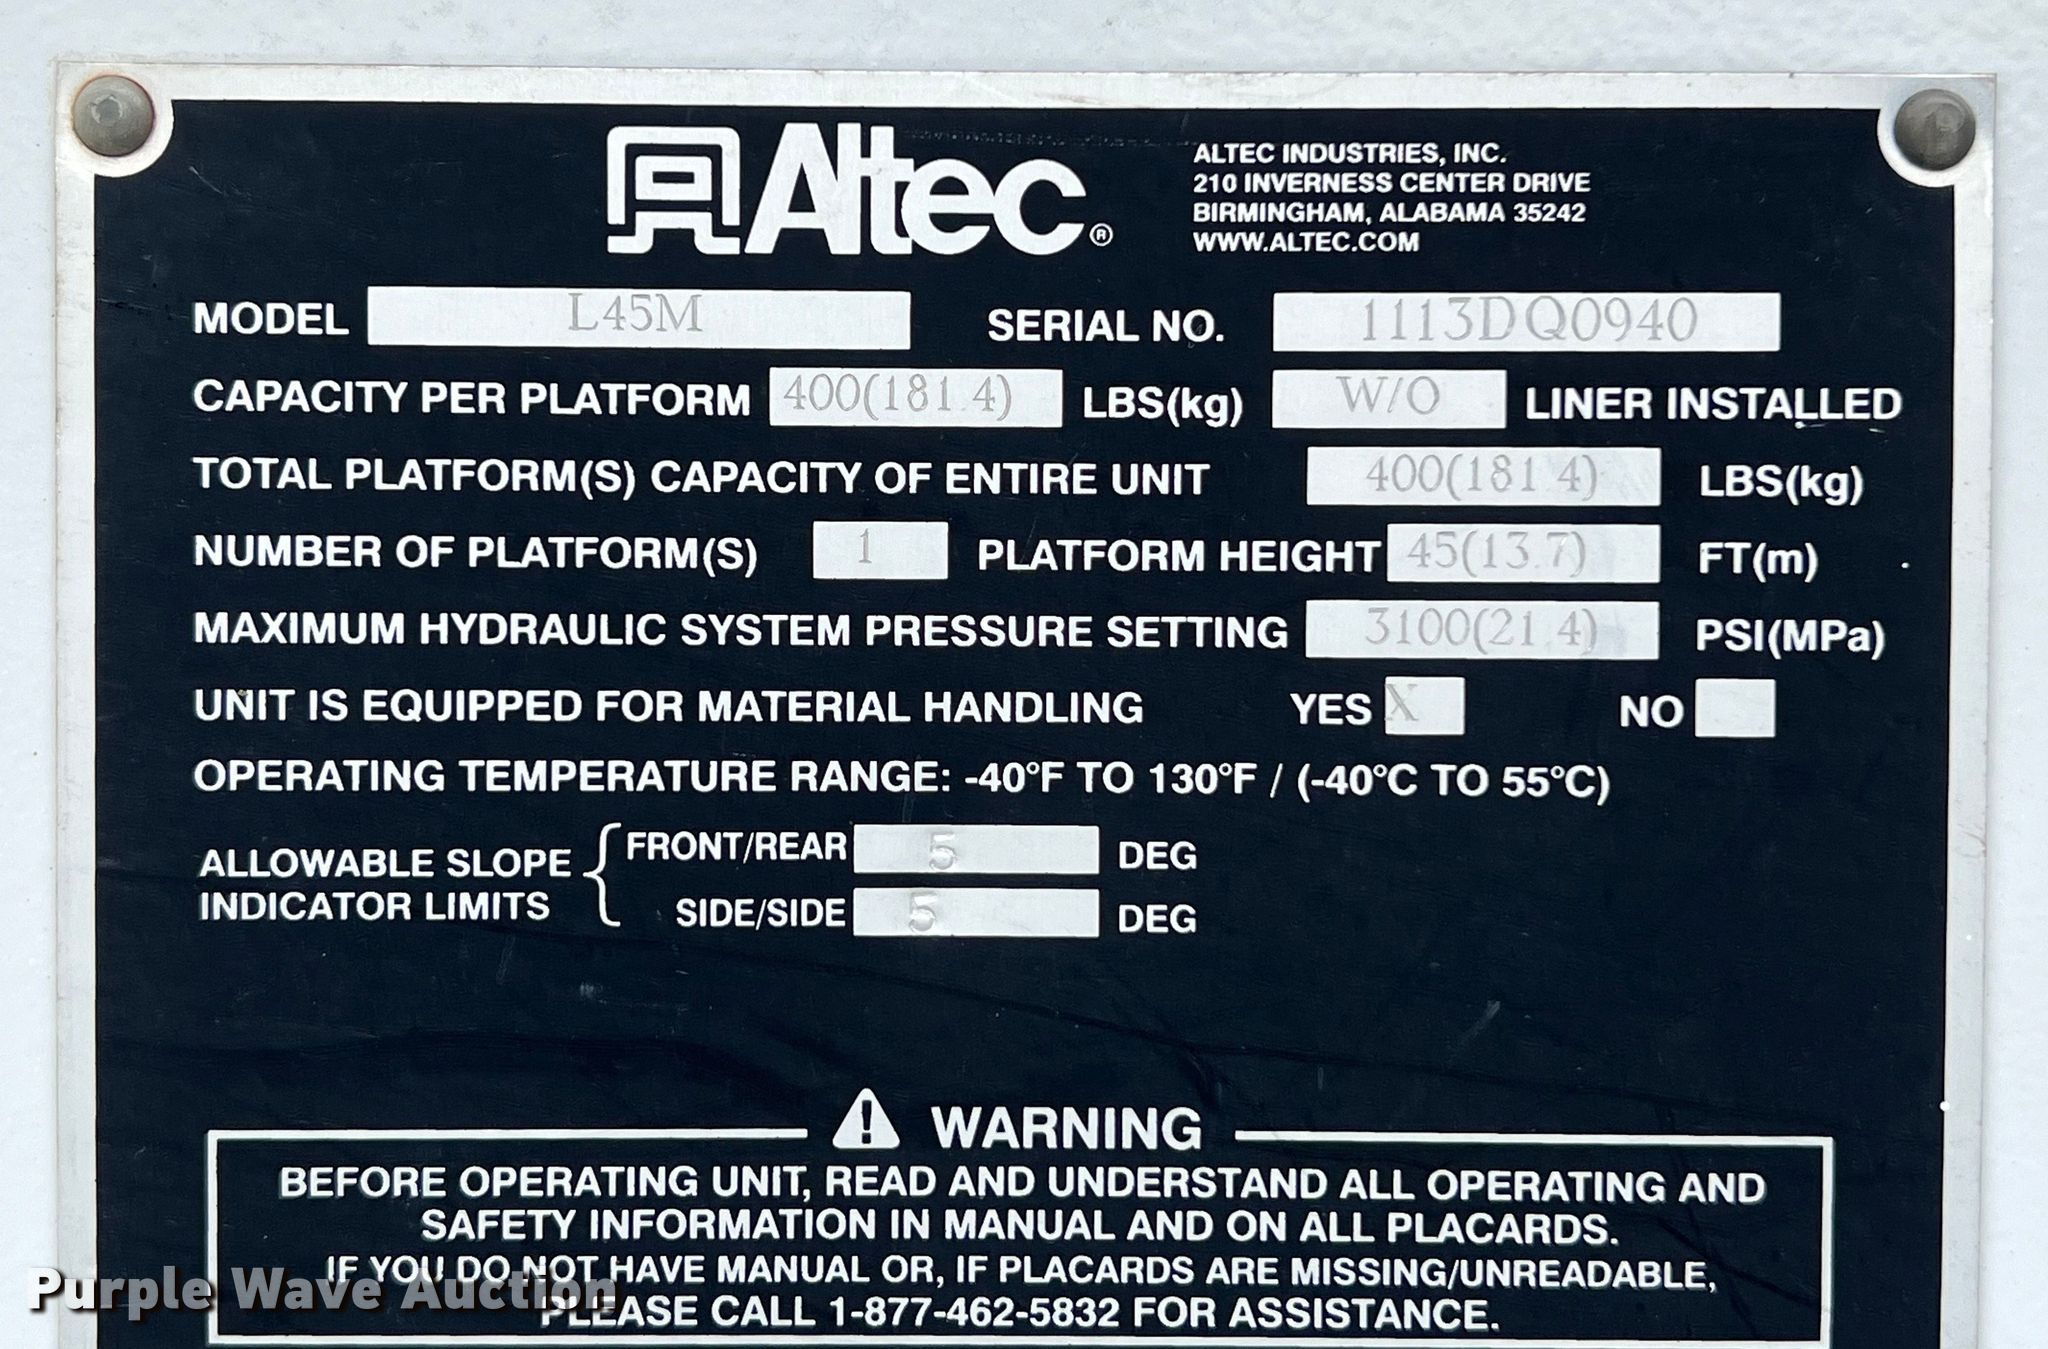 Altec®
ALTEC INDUSTRIES, INC.
210 INVERNESS CENTER DRIVE
BIRMINGHAM, ALABAMA 35242
WWW.ALTEC.COM
MODEL L45M SERIAL NO. 1113DQ0940
CAPACITY PER PLATFORM 400(181.4) LBS(kg) W/O LINER INSTALLED
TOTAL PLATFORM(S) CAPACITY OF ENTIRE UNIT 400(181.4) LBS(kg)
NUMBER OF PLATFORM(S) 1 PLATFORM HEIGHT 45(13.7) FT(m)
MAXIMUM HYDRAULIC SYSTEM PRESSURE SETTING 3100(21.4) PSI(MPa)
UNIT IS EQUIPPED FOR MATERIAL HANDLING YES X NO
OPERATING TEMPERATURE RANGE: -40°F TO 130°F / (-40°C TO 55°C)
ALLOWABLE SLOPE INDICATOR LIMITS
FRONT/REAR 5 DEG
SIDE/SIDE 5 DEG
WARNING
BEFORE OPERATING UNIT, READ AND UNDERSTAND ALL OPERATING AND
SAFETY INFORMATION IN MANUAL AND ON ALL PLACARDS.
IF YOU DO NOT HAVE MANUAL OR, IF PLACARDS ARE MISSING/UNREADABLE,
PLEASE CALL 1-877-462-5832 FOR ASSISTANCE.
Purple Wave Auction